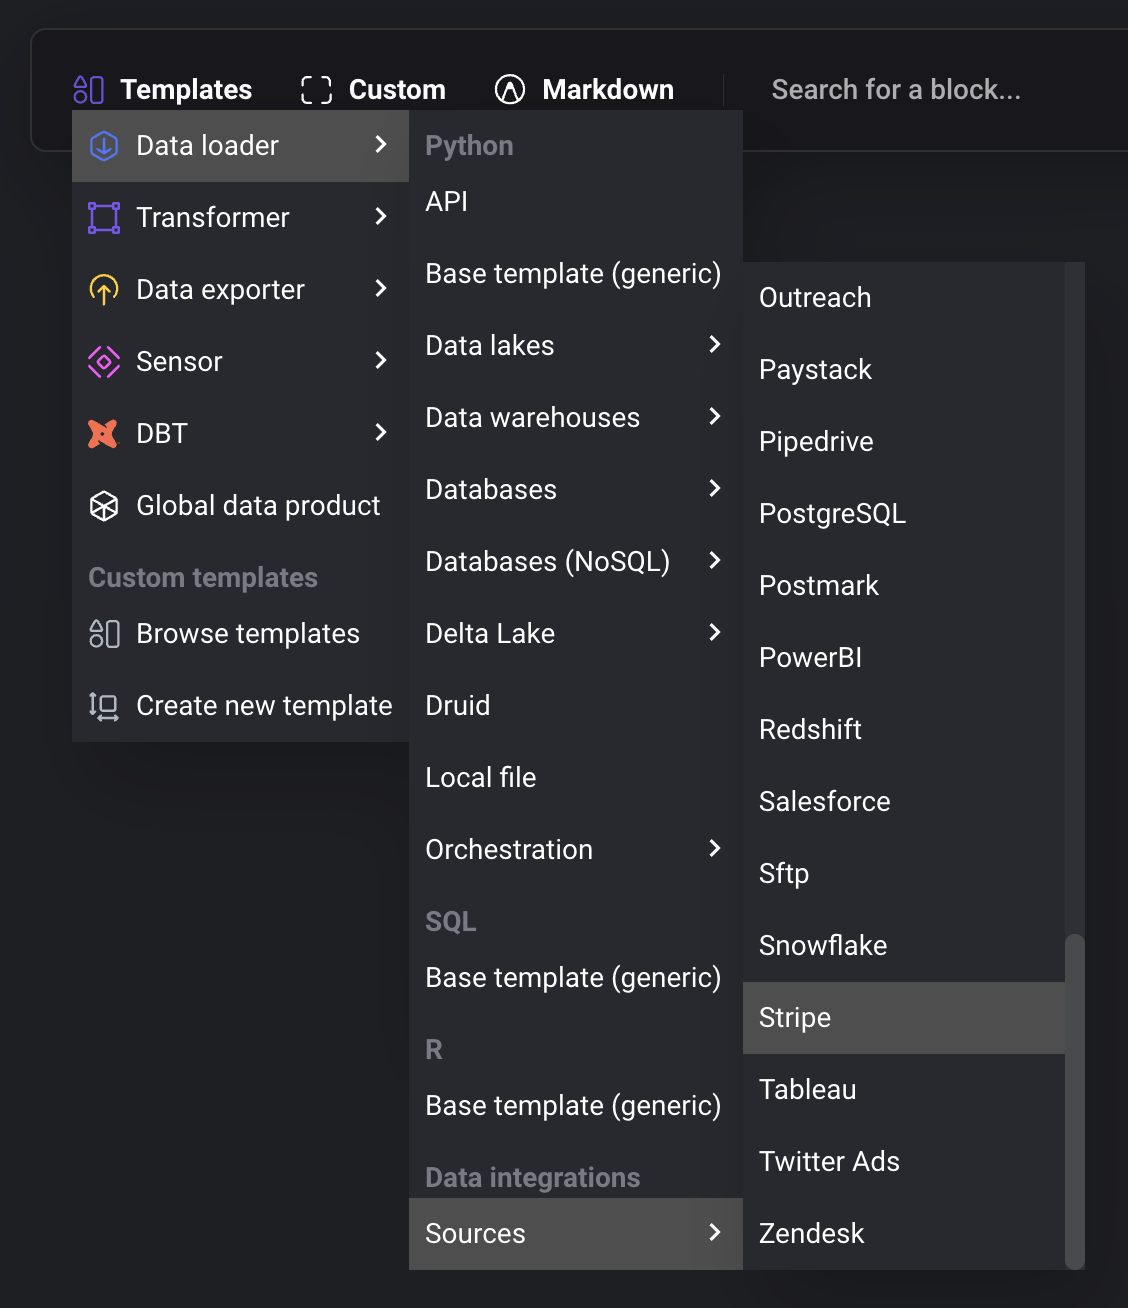 Templates Custom Markdown Search for a block...
Data loader
Transformer
Data exporter
Sensor
DBT
Global data product
Custom templates
Browse templates
Create new template
Python
API
Base template (generic)
Data lakes
Data warehouses
Databases
Databases (NoSQL)
Delta Lake
Druid
Local file
Orchestration
SQL
Base template (generic)
R
Base template (generic)
Data integrations
Sources
Outreach
Paystack
Pipedrive
PostgreSQL
Postmark
PowerBI
Redshift
Salesforce
Sftp
Snowflake
Stripe
Tableau
Twitter Ads
Zendesk